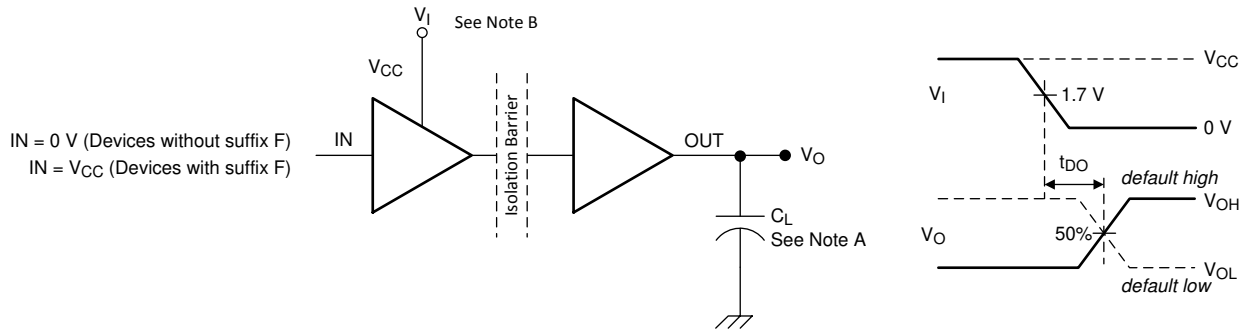 V_I
See Note B
V_CC
IN = 0 V (Devices without suffix F)
IN = V_CC (Devices with suffix F)
IN
Isolation Barrier
OUT
V_O
C_L
See Note A
V_I
V_CC
1.7 V
0 V
t_DO
default high
V_OH
V_O
50%
V_OL
default low